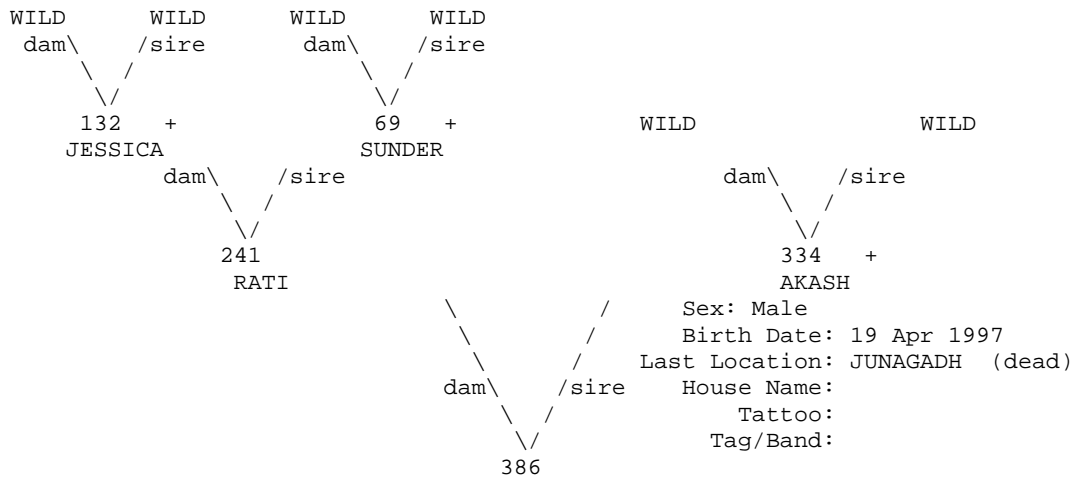 WILD WILD WILD WILD
dam\ /sire dam\ /sire
\ / \ /
\/ \/
132 + 69 + WILD WILD
JESSICA SUNDER
dam\ /sire dam\ /sire
\ / \ /
\/ \/
241 334 +
RATI AKASH
\ / Sex: Male
\ / Birth Date: 19 Apr 1997
\ / Last Location: JUNAGADH (dead)
dam\ /sire House Name:
\ / Tattoo:
\/ Tag/Band:
386